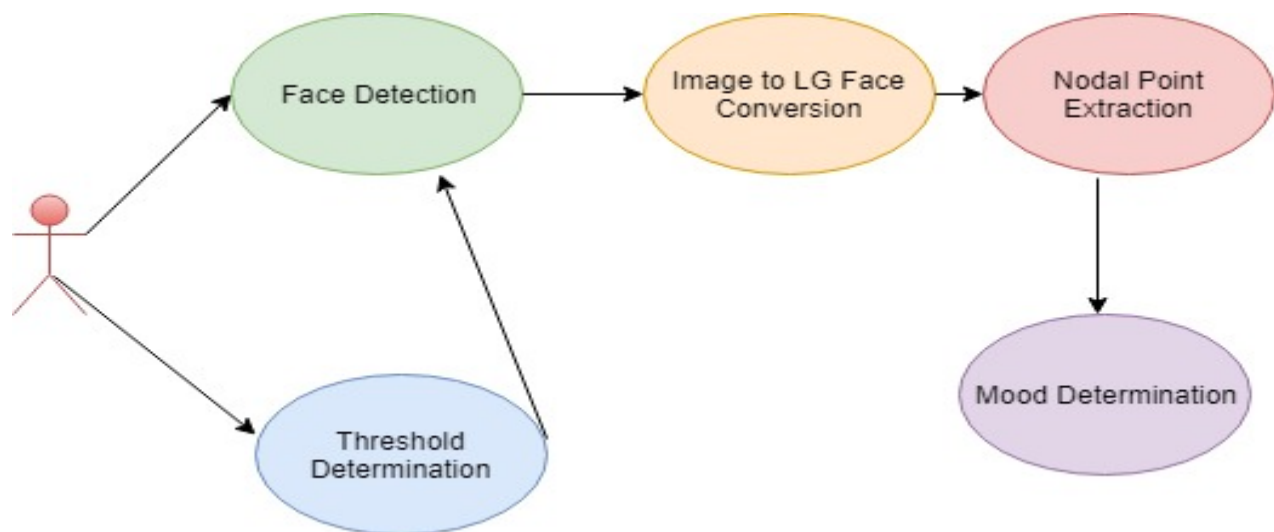 Face Detection
Image to LG Face
Conversion
Nodal Point
Extraction
Mood Determination
Threshold
Determination